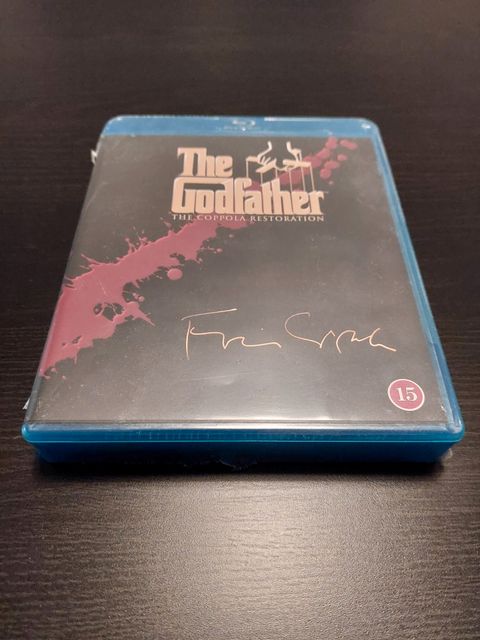 The
Godfather
THE COPPOLA RESTORATION
15